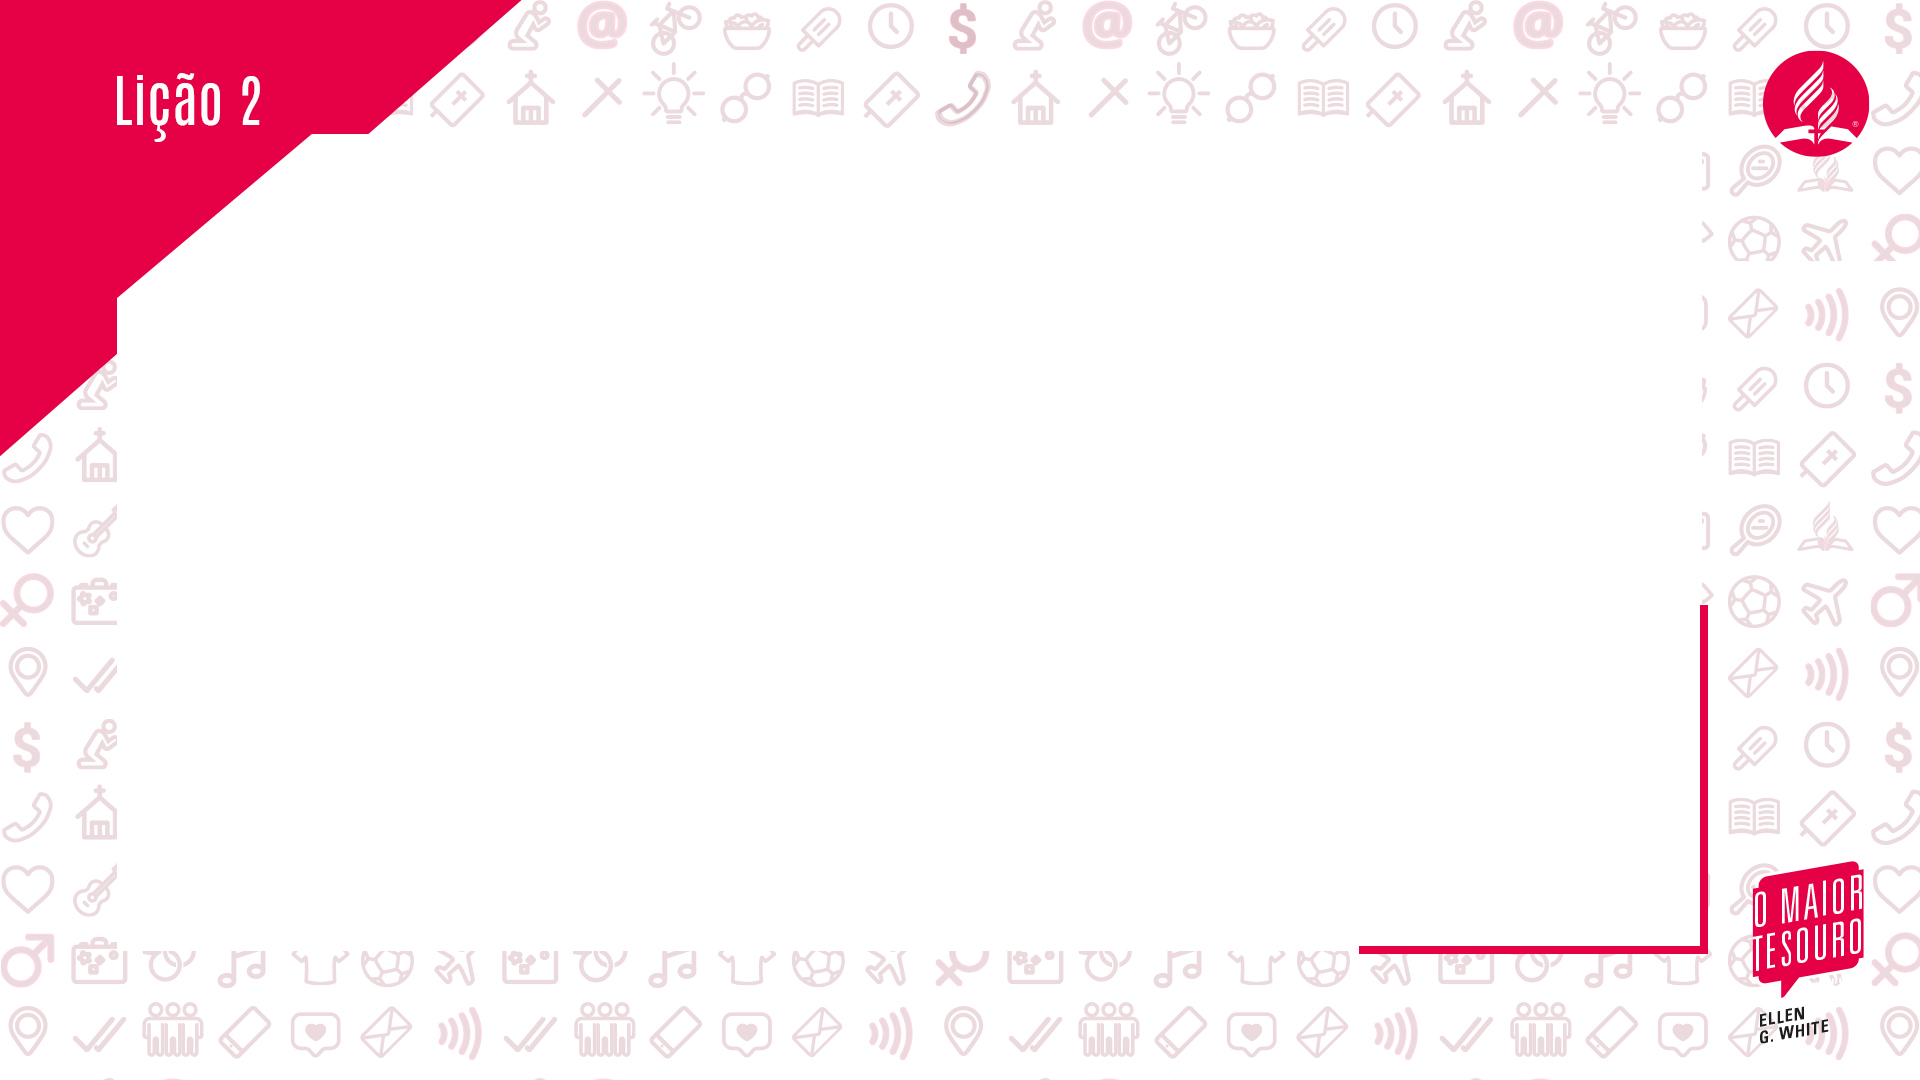 Lição 2
O MAIOR
TESOURO
ELLEN
G. WHITE